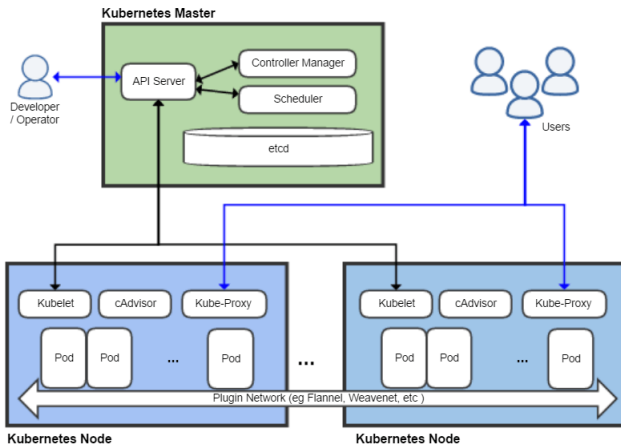 Kubernetes Master
API Server
Controller Manager
Scheduler
etcd
Developer
/ Operator
Users
Kubelet
cAdvisor
Kube-Proxy
Pod
Pod
...
Pod
...
Kubelet
cAdvisor
Kube-Proxy
Pod
Pod
...
Pod
Plugin Network (eg Flannel, Weavenet, etc )
Kubernetes Node
Kubernetes Node